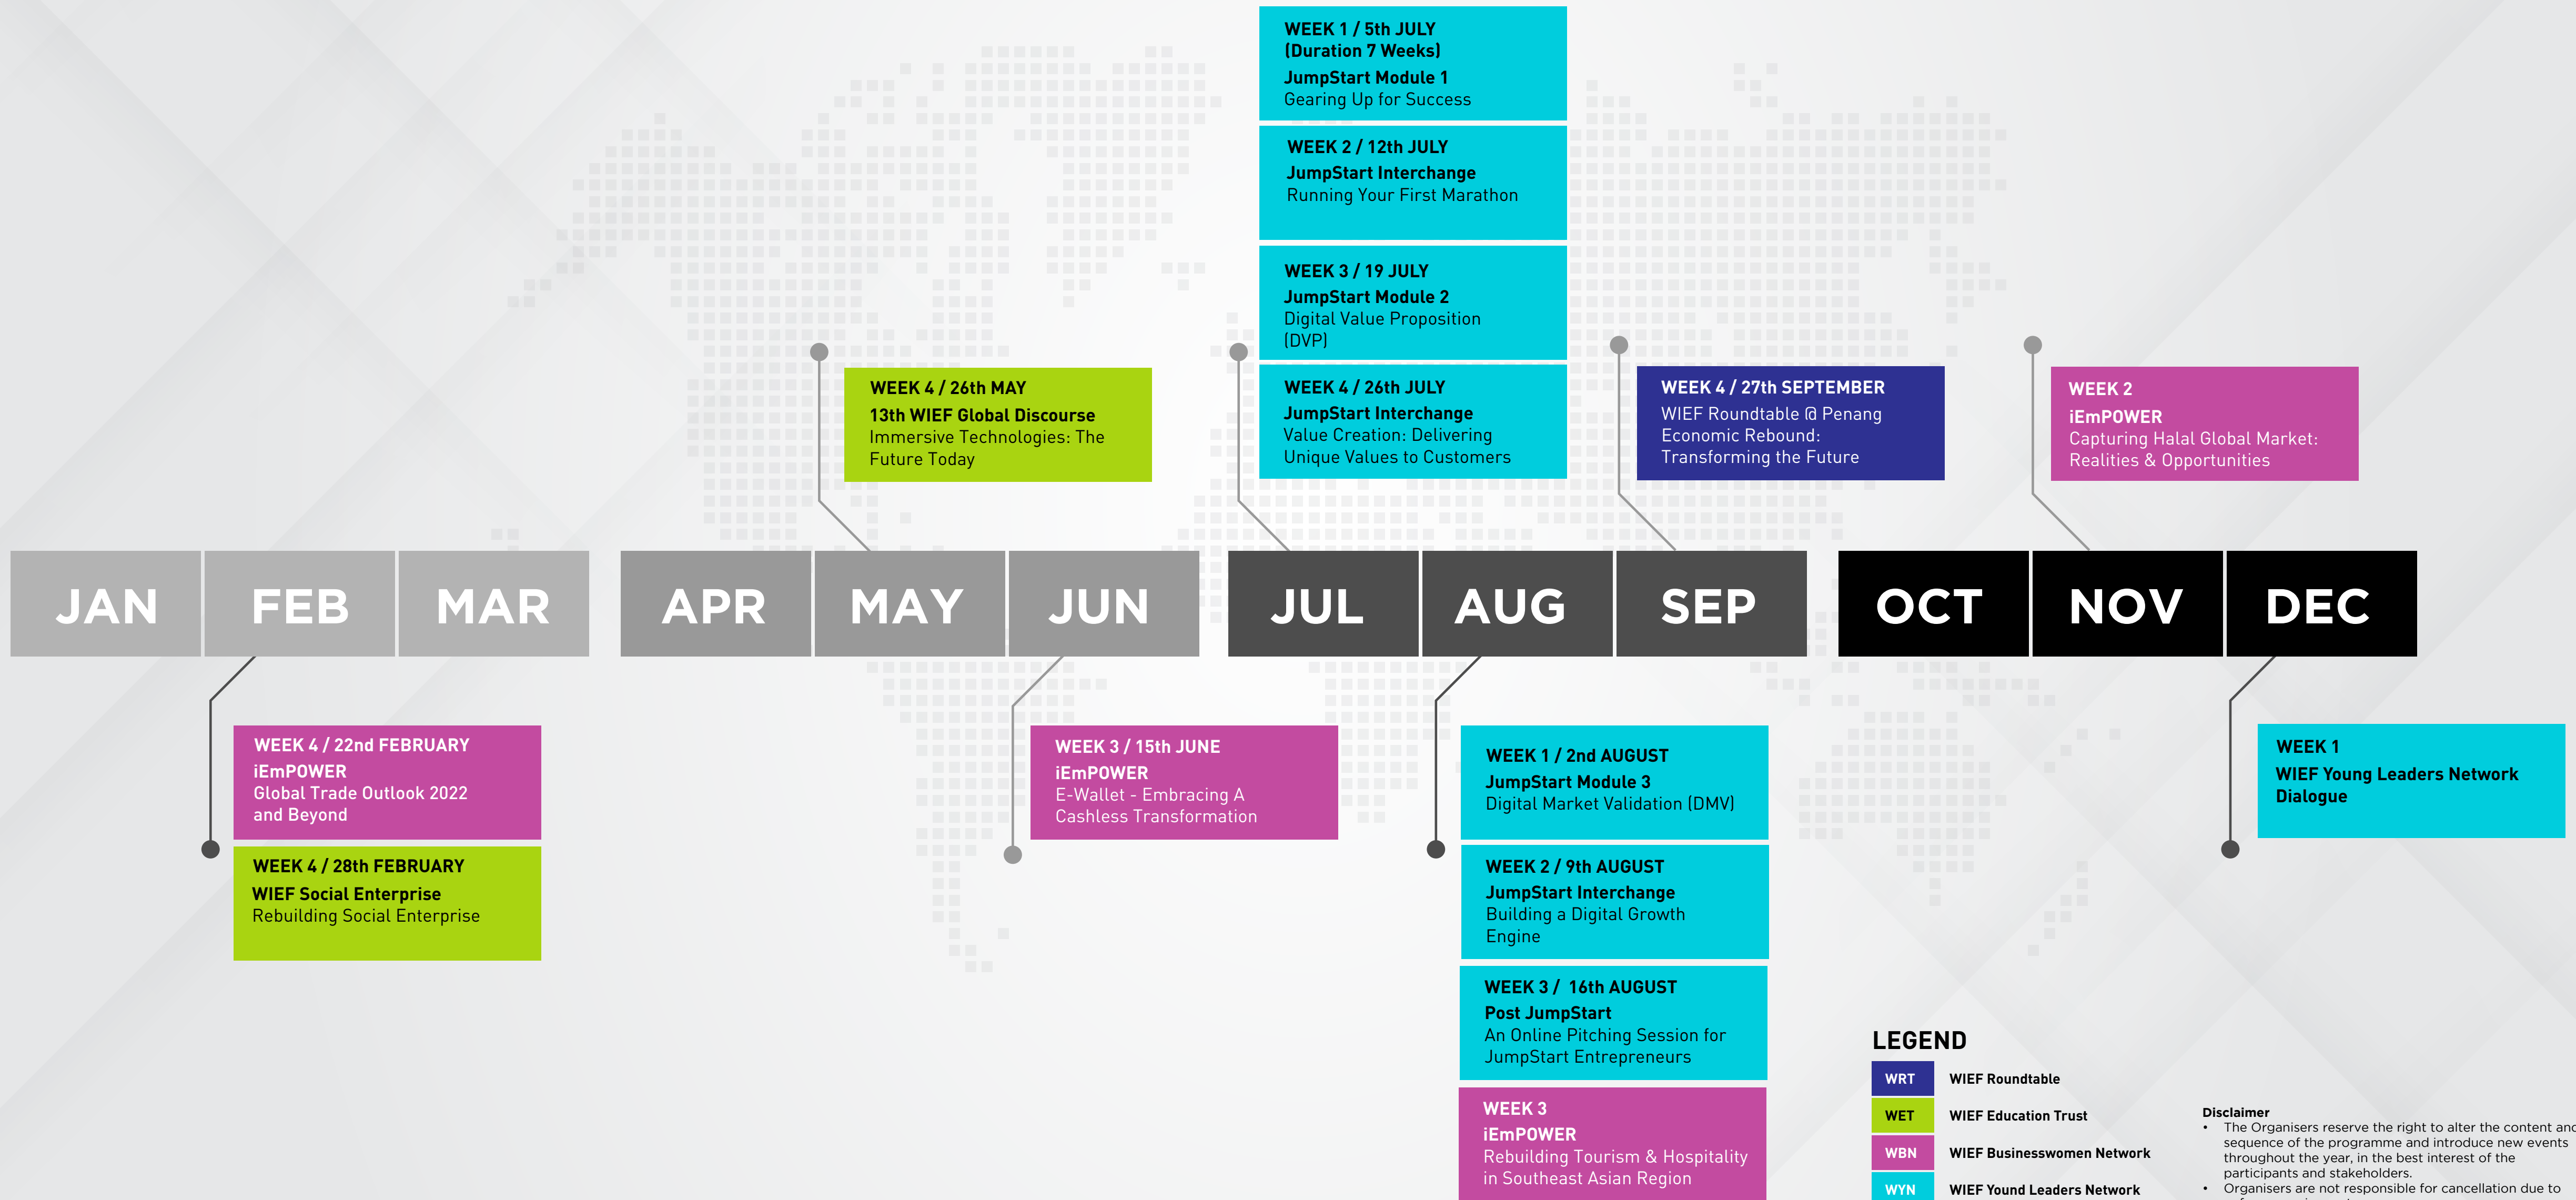 WEEK 1 / 5th JULY
(Duration 7 Weeks)
JumpStart Module 1
Gearing Up for Success
WEEK 2 / 12th JULY
JumpStart Interchange
Running Your First Marathon
WEEK 3 / 19 JULY
JumpStart Module 2
Digital Value Proposition
(DVP)
WEEK 4 / 26th JULY
JumpStart Interchange
Value Creation: Delivering
Unique Values to Customers
WEEK 4 / 26th MAY
13th WIEF Global Discourse
Immersive Technologies: The
Future Today
WEEK 4 / 27th SEPTEMBER
WIEF Roundtable @ Penang
Economic Rebound:
Transforming the Future
WEEK 2
iEmPOWER
Capturing Halal Global Market:
Realities & Opportunities
JAN
FEB
MAR
APR
MAY
JUN
JUL
AUG
SEP
OCT
NOV
DEC
WEEK 4 / 22nd FEBRUARY
iEmPOWER
Global Trade Outlook 2022
and Beyond
WEEK 4 / 28th FEBRUARY
WIEF Social Enterprise
Rebuilding Social Enterprise
WEEK 3 / 15th JUNE
iEmPOWER
E-Wallet - Embracing A
Cashless Transformation
WEEK 1 / 2nd AUGUST
JumpStart Module 3
Digital Market Validation (DMV)
WEEK 2 / 9th AUGUST
JumpStart Interchange
Building a Digital Growth
Engine
WEEK 3 / 16th AUGUST
Post JumpStart
An Online Pitching Session for
JumpStart Entrepreneurs
WEEK 3
iEmPOWER
Rebuilding Tourism & Hospitality
in Southeast Asian Region
WEEK 1
WIEF Young Leaders Network
Dialogue
LEGEND
WRT WIEF Roundtable
WET WIEF Education Trust
WBN WIEF Businesswomen Network
WYN WIEF Yound Leaders Network
Disclaimer
• The Organisers reserve the right to alter the content and
sequence of the programme and introduce new events
throughout the year, in the best interest of the
participants and stakeholders.
• Organisers are not responsible for cancellation due to